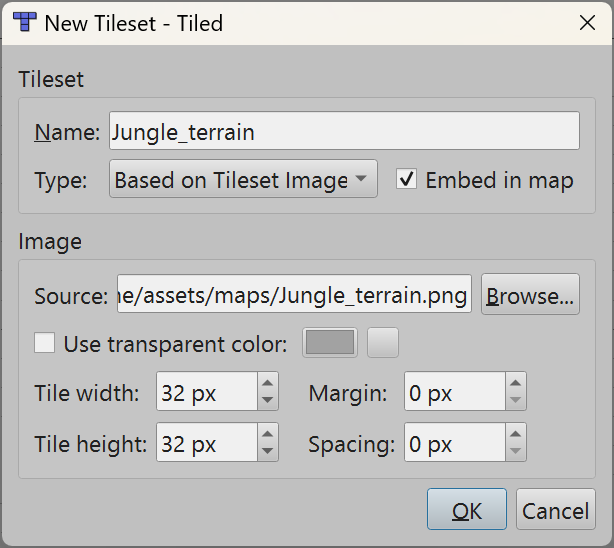 New Tileset - Tiled
Tileset
Name: Jungle_terrain
Type: Based on Tileset Image Embed in map
Image
Source: ne/assets/maps/Jungle_terrain.png Browse...
Use transparent color:
Tile width: 32 px Margin: 0 px
Tile height: 32 px Spacing: 0 px
OK Cancel